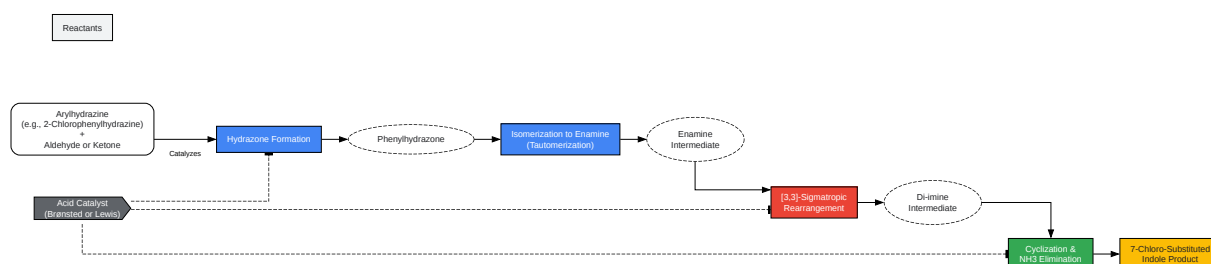 Reactants
Arylhydrazine
(e.g., 2-Chlorophenylhydrazine)
+
Aldehyde or Ketone
Catalyzes
Hydrazone Formation
Phenylhydrazone
Isomerization to Enamine
(Tautomerization)
Enamine
Intermediate
Acid Catalyst
(Brønsted or Lewis)
[3,3]-Sigmatropic
Rearrangement
Di-imine
Intermediate
Cyclization &
NH3 Elimination
7-Chloro-Substituted
Indole Product